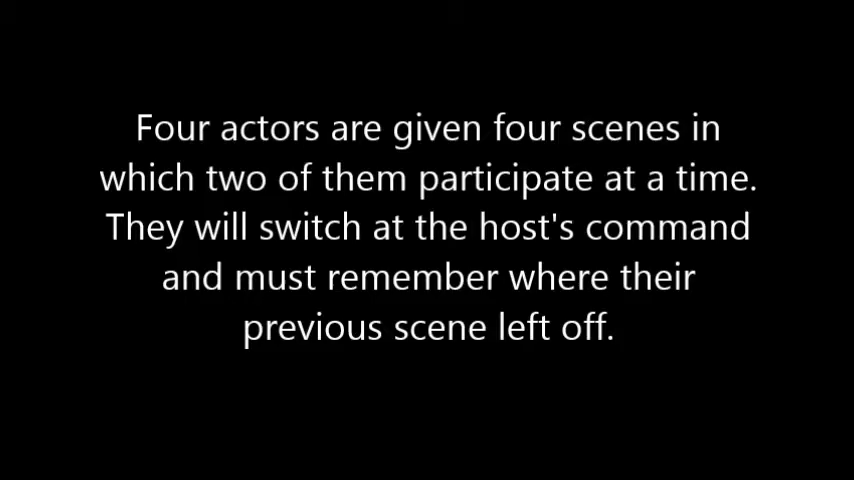 Four actors are given four scenes in
which two of them participate at a time.
They will switch at the host's command
and must remember where their
previous scene left off.